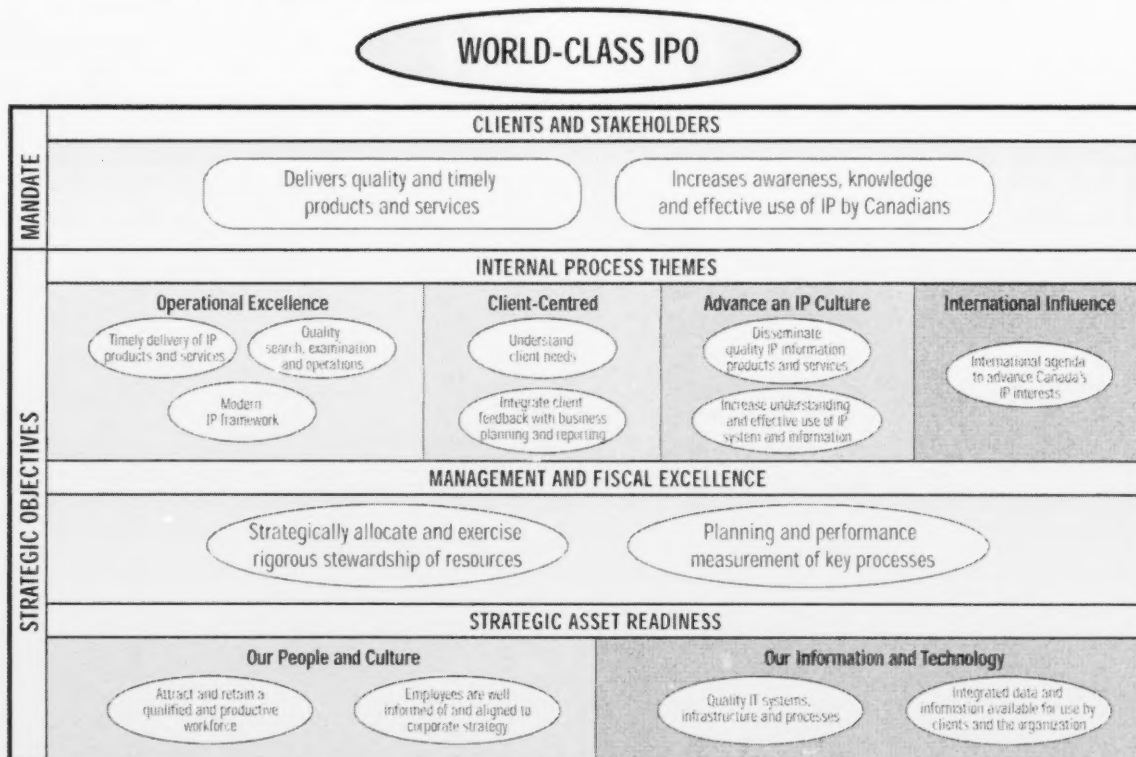 WORLD-CLASS IPO
MANDATE
CLIENTS AND STAKEHOLDERS
Delivers quality and timely
products and services
Increases awareness, knowledge
and effective use of IP by Canadians
STRATEGIC OBJECTIVES
INTERNAL PROCESS THEMES
Operational Excellence
Timely delivery of IP
products and services
Quality
search, examination
and operations
Modern
IP framework
Client-Centred
Understand
client needs
Integrate client
feedback with business
planning and reporting
Advance an IP Culture
Disseminate
quality IP information
products and services
Increase understanding
and effective use of IP
system and information
International Influence
International agenda
to advance Canada's
IP interests
MANAGEMENT AND FISCAL EXCELLENCE
Strategically allocate and exercise
rigorous stewardship of resources
Planning and performance
measurement of key processes
STRATEGIC ASSET READINESS
Our People and Culture
Attract and retain a
qualified and productive
workforce
Employees are well
informed of and aligned to
corporate strategy
Our Information and Technology
Quality IT systems,
infrastructure and processes
Integrated data and
information available for use by
clients and the organization